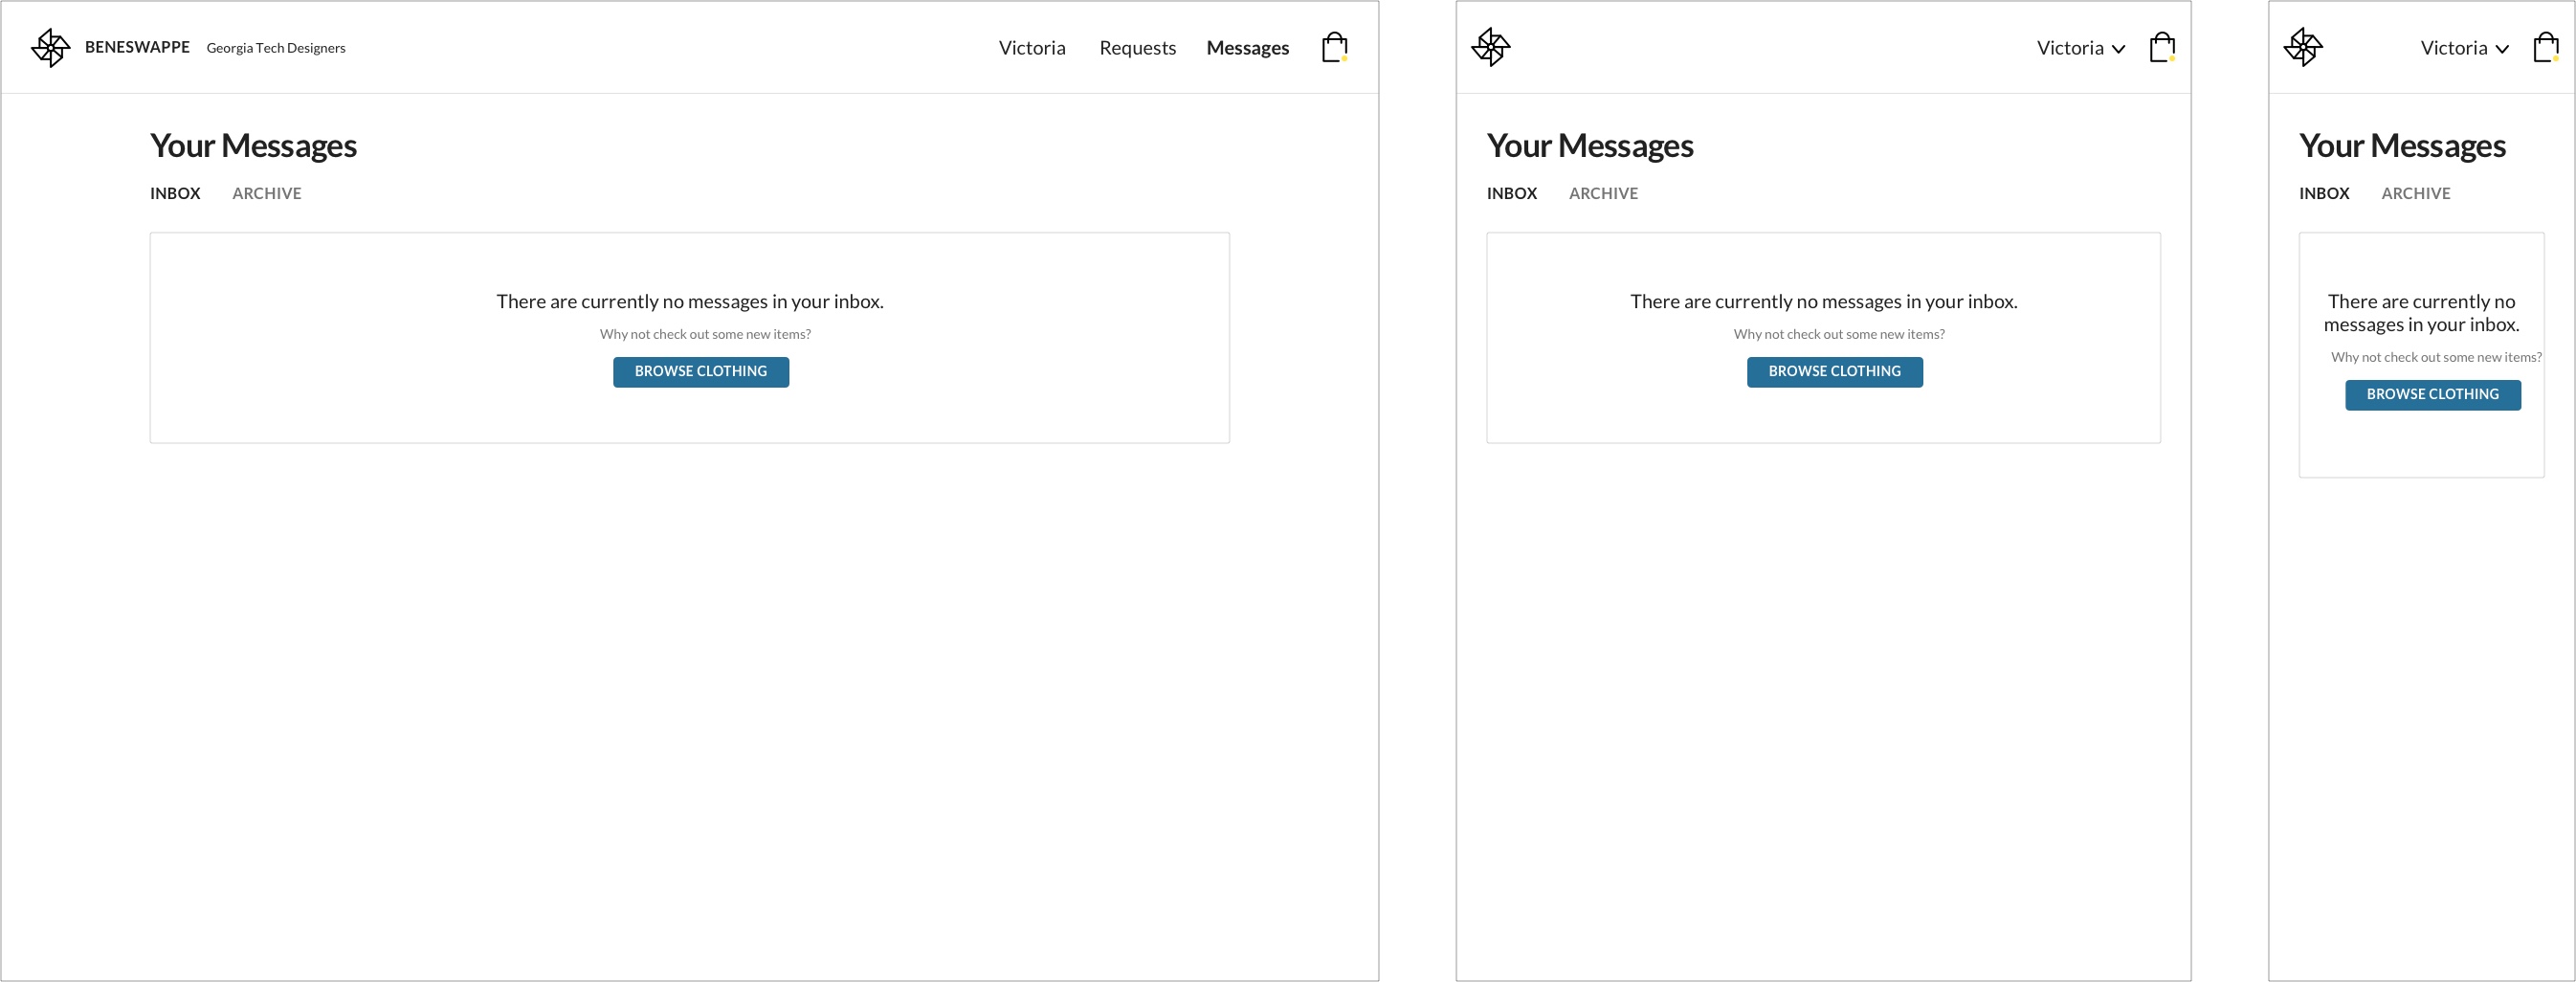 BENESWAPPE Georgia Tech Designers Victoria Requests Messages
Your Messages
INBOX ARCHIVE
There are currently no messages in your inbox.
Why not check out some new items?
BROWSE CLOTHING
Victoria
Your Messages
INBOX ARCHIVE
There are currently no messages in your inbox.
Why not check out some new items?
BROWSE CLOTHING
Victoria
Your Messages
INBOX ARCHIVE
There are currently no
messages in your inbox.
Why not check out some new items?
BROWSE CLOTHING